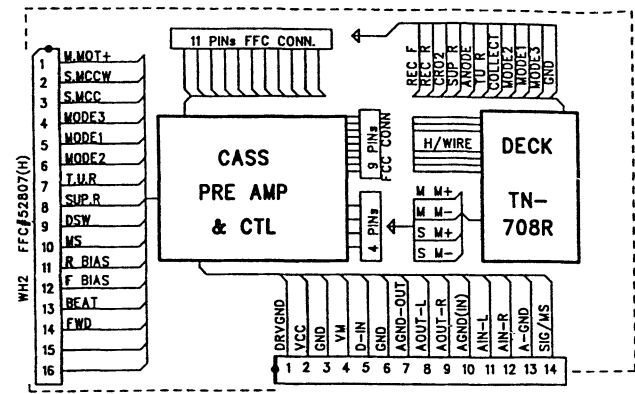 11 PINs FFC CONN.
REC F
REC R
CRO2
SUP R
ANODE
TU R
COLLECT
MODE2
MODE1
MODE3
GND
WH2 FFC#52807(H)
1 M.MOT+
2 S.MCCW
3 S.MCC
4 MODE3
5 MODE1
6 MODE2
7 T.U.R
8 SUP.R
9 DSW
10 MS
11 R BIAS
12 F BIAS
13 BEAT
14 FWD
15
16
CASS
PRE AMP
& CTL
9 PINs
FCC CONN
4 PINs
H/WIRE
DECK
TN-
708R
M M+
M M-
S M+
S M-
DRVGND
VCC
GND
VM
D-IN
GND
AGND-OUT
AOUT-L
AOUT-R
AGND(IN)
AIN-L
AIN-R
A-GND
SIG/MS
1 2 3 4 5 6 7 8 9 10 11 12 13 14